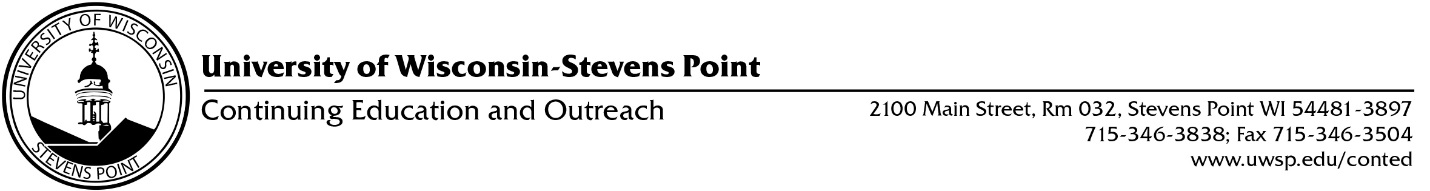 UNIVERSITY OF WISCONSIN
STEVENS POINT
University of Wisconsin-Stevens Point
Continuing Education and Outreach
2100 Main Street, Rm 032, Stevens Point WI 54481-3897
715-346-3838; Fax 715-346-3504
www.uwsp.edu/conted